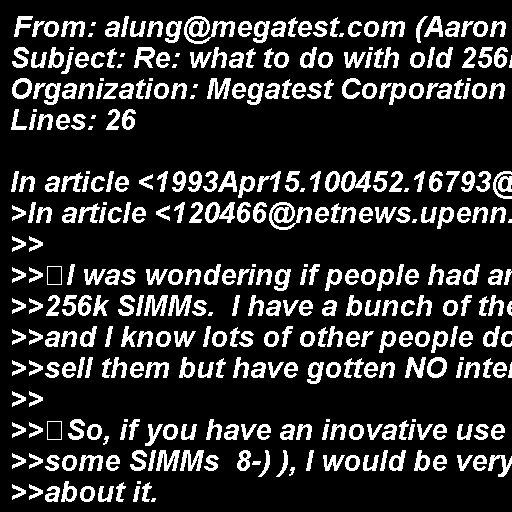 From: alung@megatest.com (Aaron
Subject: Re: what to do with old 256
Organization: Megatest Corporation
Lines: 26

In article <1993Apr15.100452.16793@
>In article <120466@netnews.upenn.
>>
>>I was wondering if people had
>>256k SIMMs.  I have a bunch of the
>>and I know lots of other people do
>>sell them but have gotten NO inter
>>
>>So, if you have an inovative use
>>some SIMMs  8-) ), I would be very
>>about it.